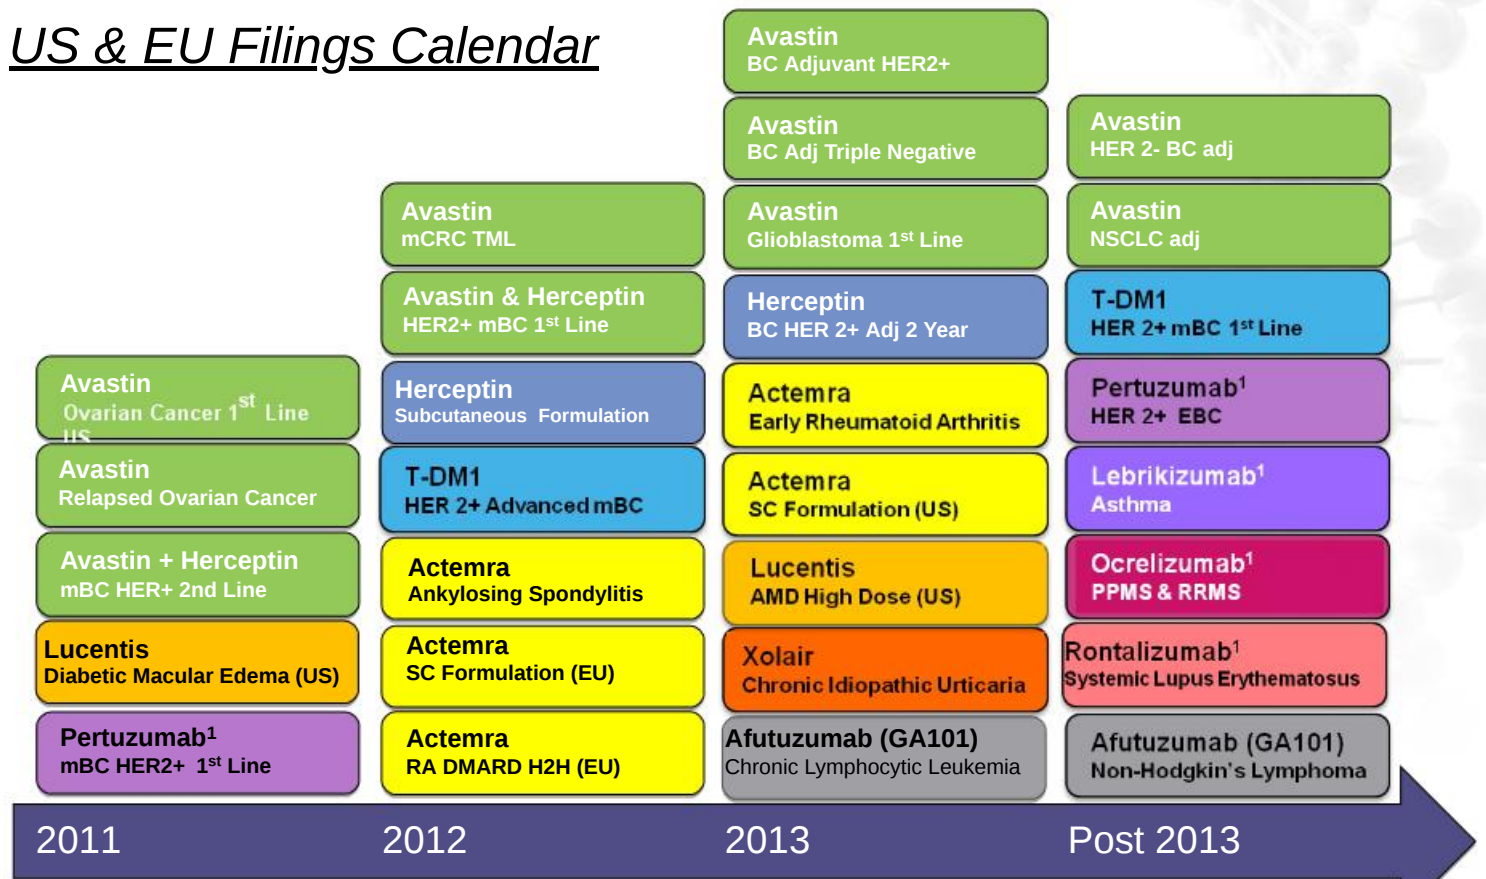 US & EU Filings Calendar
Avastin
Ovarian Cancer 1st Line
US
Avastin
Relapsed Ovarian Cancer
Avastin + Herceptin
mBC HER+ 2nd Line
Lucentis
Diabetic Macular Edema (US)
Pertuzumab¹
mBC HER2+ 1st Line
2011
Avastin
mCRC TML
Avastin & Herceptin
HER2+ mBC 1st Line
Herceptin
Subcutaneous Formulation
T-DM1
HER 2+ Advanced mBC
Actemra
Ankylosing Spondylitis
Actemra
SC Formulation (EU)
Actemra
RA DMARD H2H (EU)
2012
Avastin
BC Adjuvant HER2+
Avastin
BC Adj Triple Negative
Avastin
Glioblastoma 1st Line
Herceptin
BC HER 2+ Adj 2 Year
Actemra
Early Rheumatoid Arthritis
Actemra
SC Formulation (US)
Lucentis
AMD High Dose (US)
Xolair
Chronic Idiopathic Urticaria
Afutuzumab (GA101)
Chronic Lymphocytic Leukemia
2013
Avastin
HER 2- BC adj
Avastin
NSCLC adj
T-DM1
HER 2+ mBC 1st Line
Pertuzumab¹
HER 2+ EBC
Lebrikizumab¹
Asthma
Ocrelizumab¹
PPMS & RRMS
Rontalizumab¹
Systemic Lupus Erythematosus
Afutuzumab (GA101)
Non-Hodgkin's Lymphoma
Post 2013